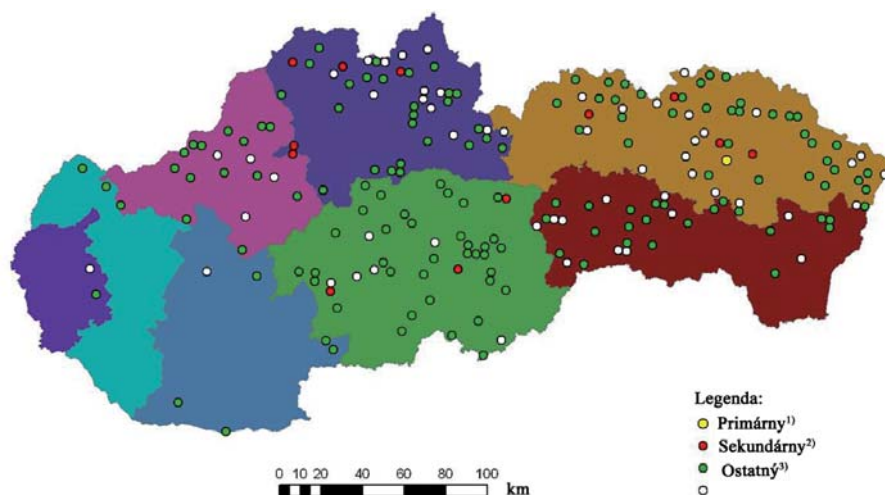 Legenda:
Primárny1)
Sekundárny2)
Ostatný3)
0 10 20 40 60 80 100
km